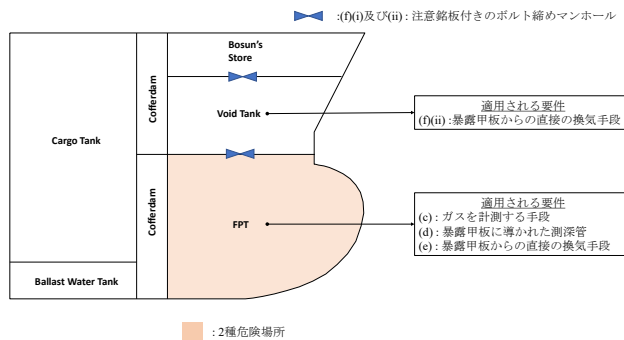 :(f)(i)及び(ii) : 注意銘板付きのボルト締めマンホール
Bosun's
Store
Cofferdam
Void Tank
適用される要件
(f)(ii) : 暴露甲板からの直接の換気手段
Cargo Tank
Cofferdam
FPT
適用される要件
(c) : ガスを計測する手段
(d) : 暴露甲板に導かれた測深管
(e) : 暴露甲板からの直接の換気手段
Ballast Water Tank
: 2種危険場所